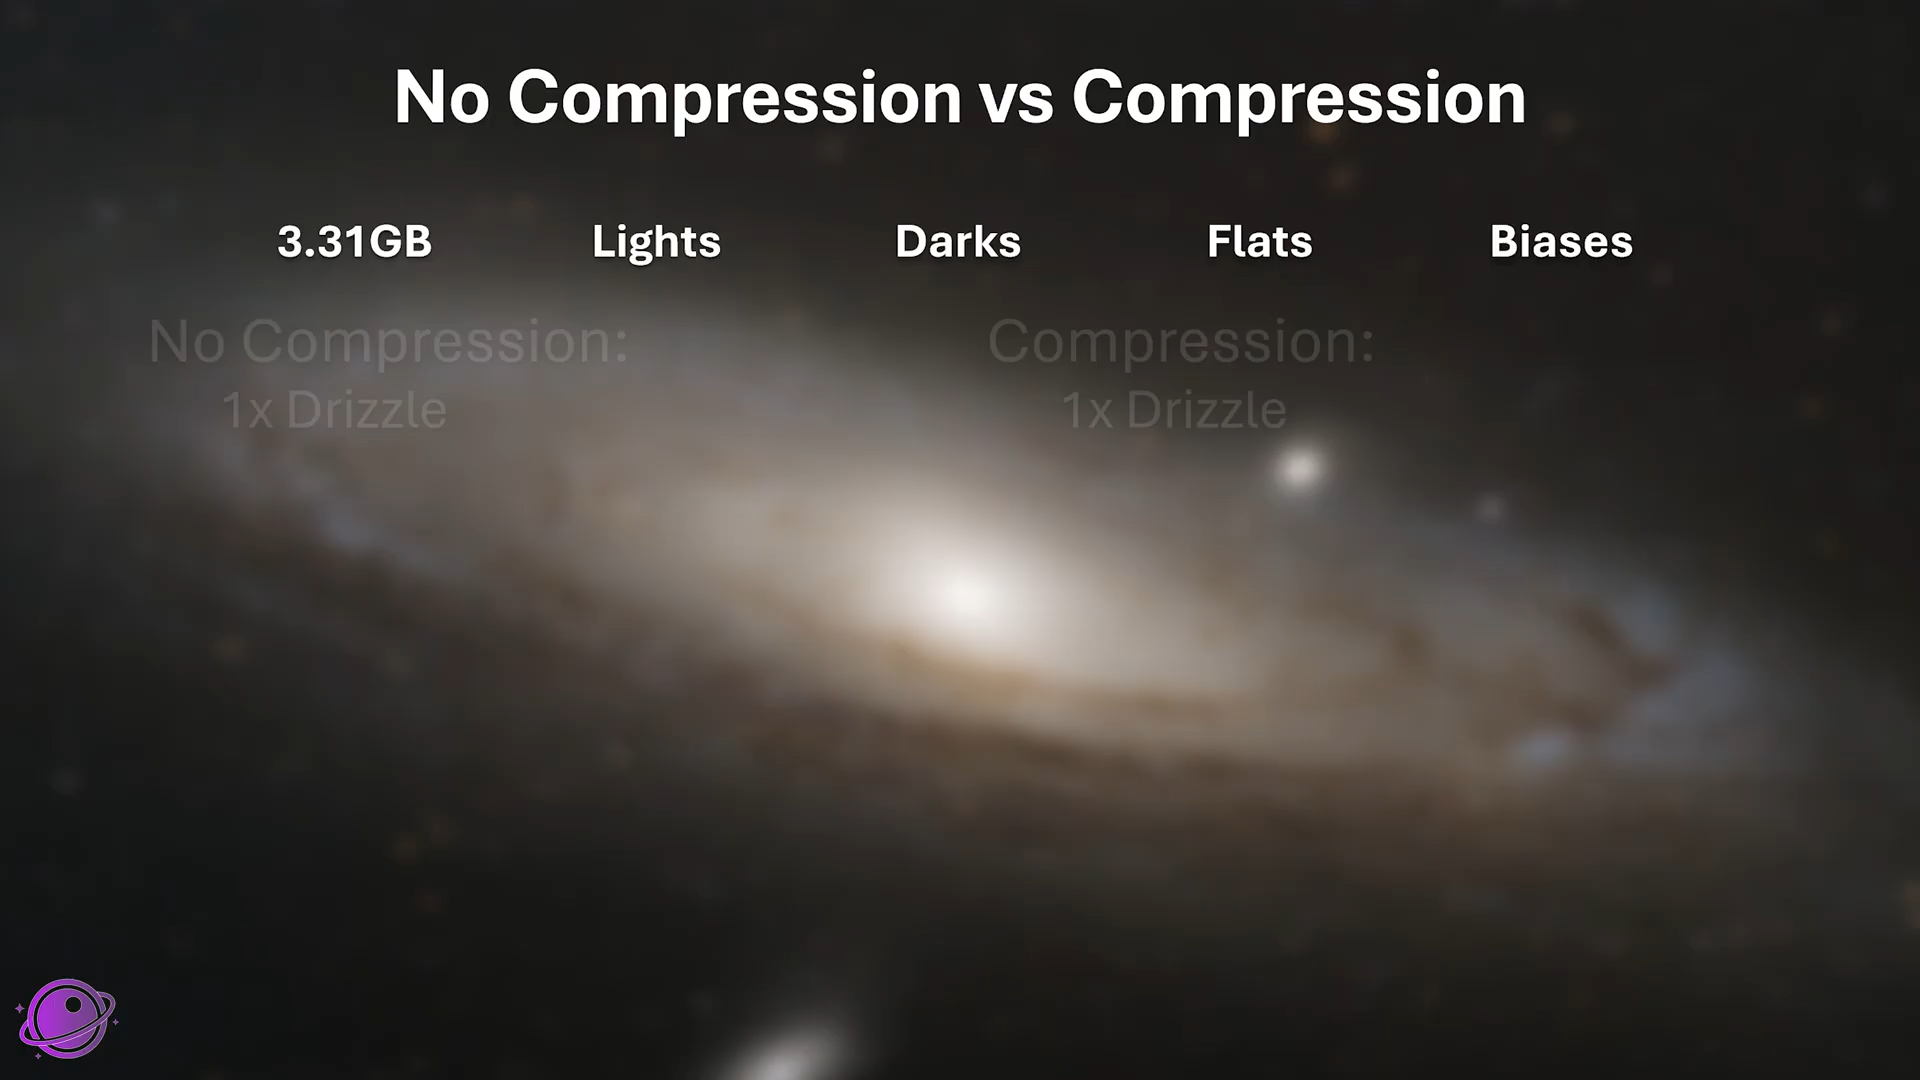 No Compression vs Compression
3.31GB Lights Darks Flats Biases
No Compression: Compression:
1x Drizzle 1x Drizzle